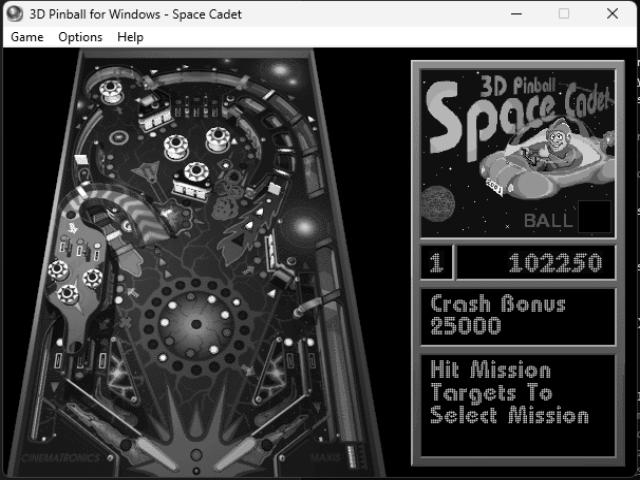 3D Pinball for Windows - Space Cadet
Game Options Help
3D Pinball
Space Cadet
BALL
1 102250
Crash Bonus
25000
Hit Mission
Targets To
Select Mission
CINEMATRONICS
MAXIS